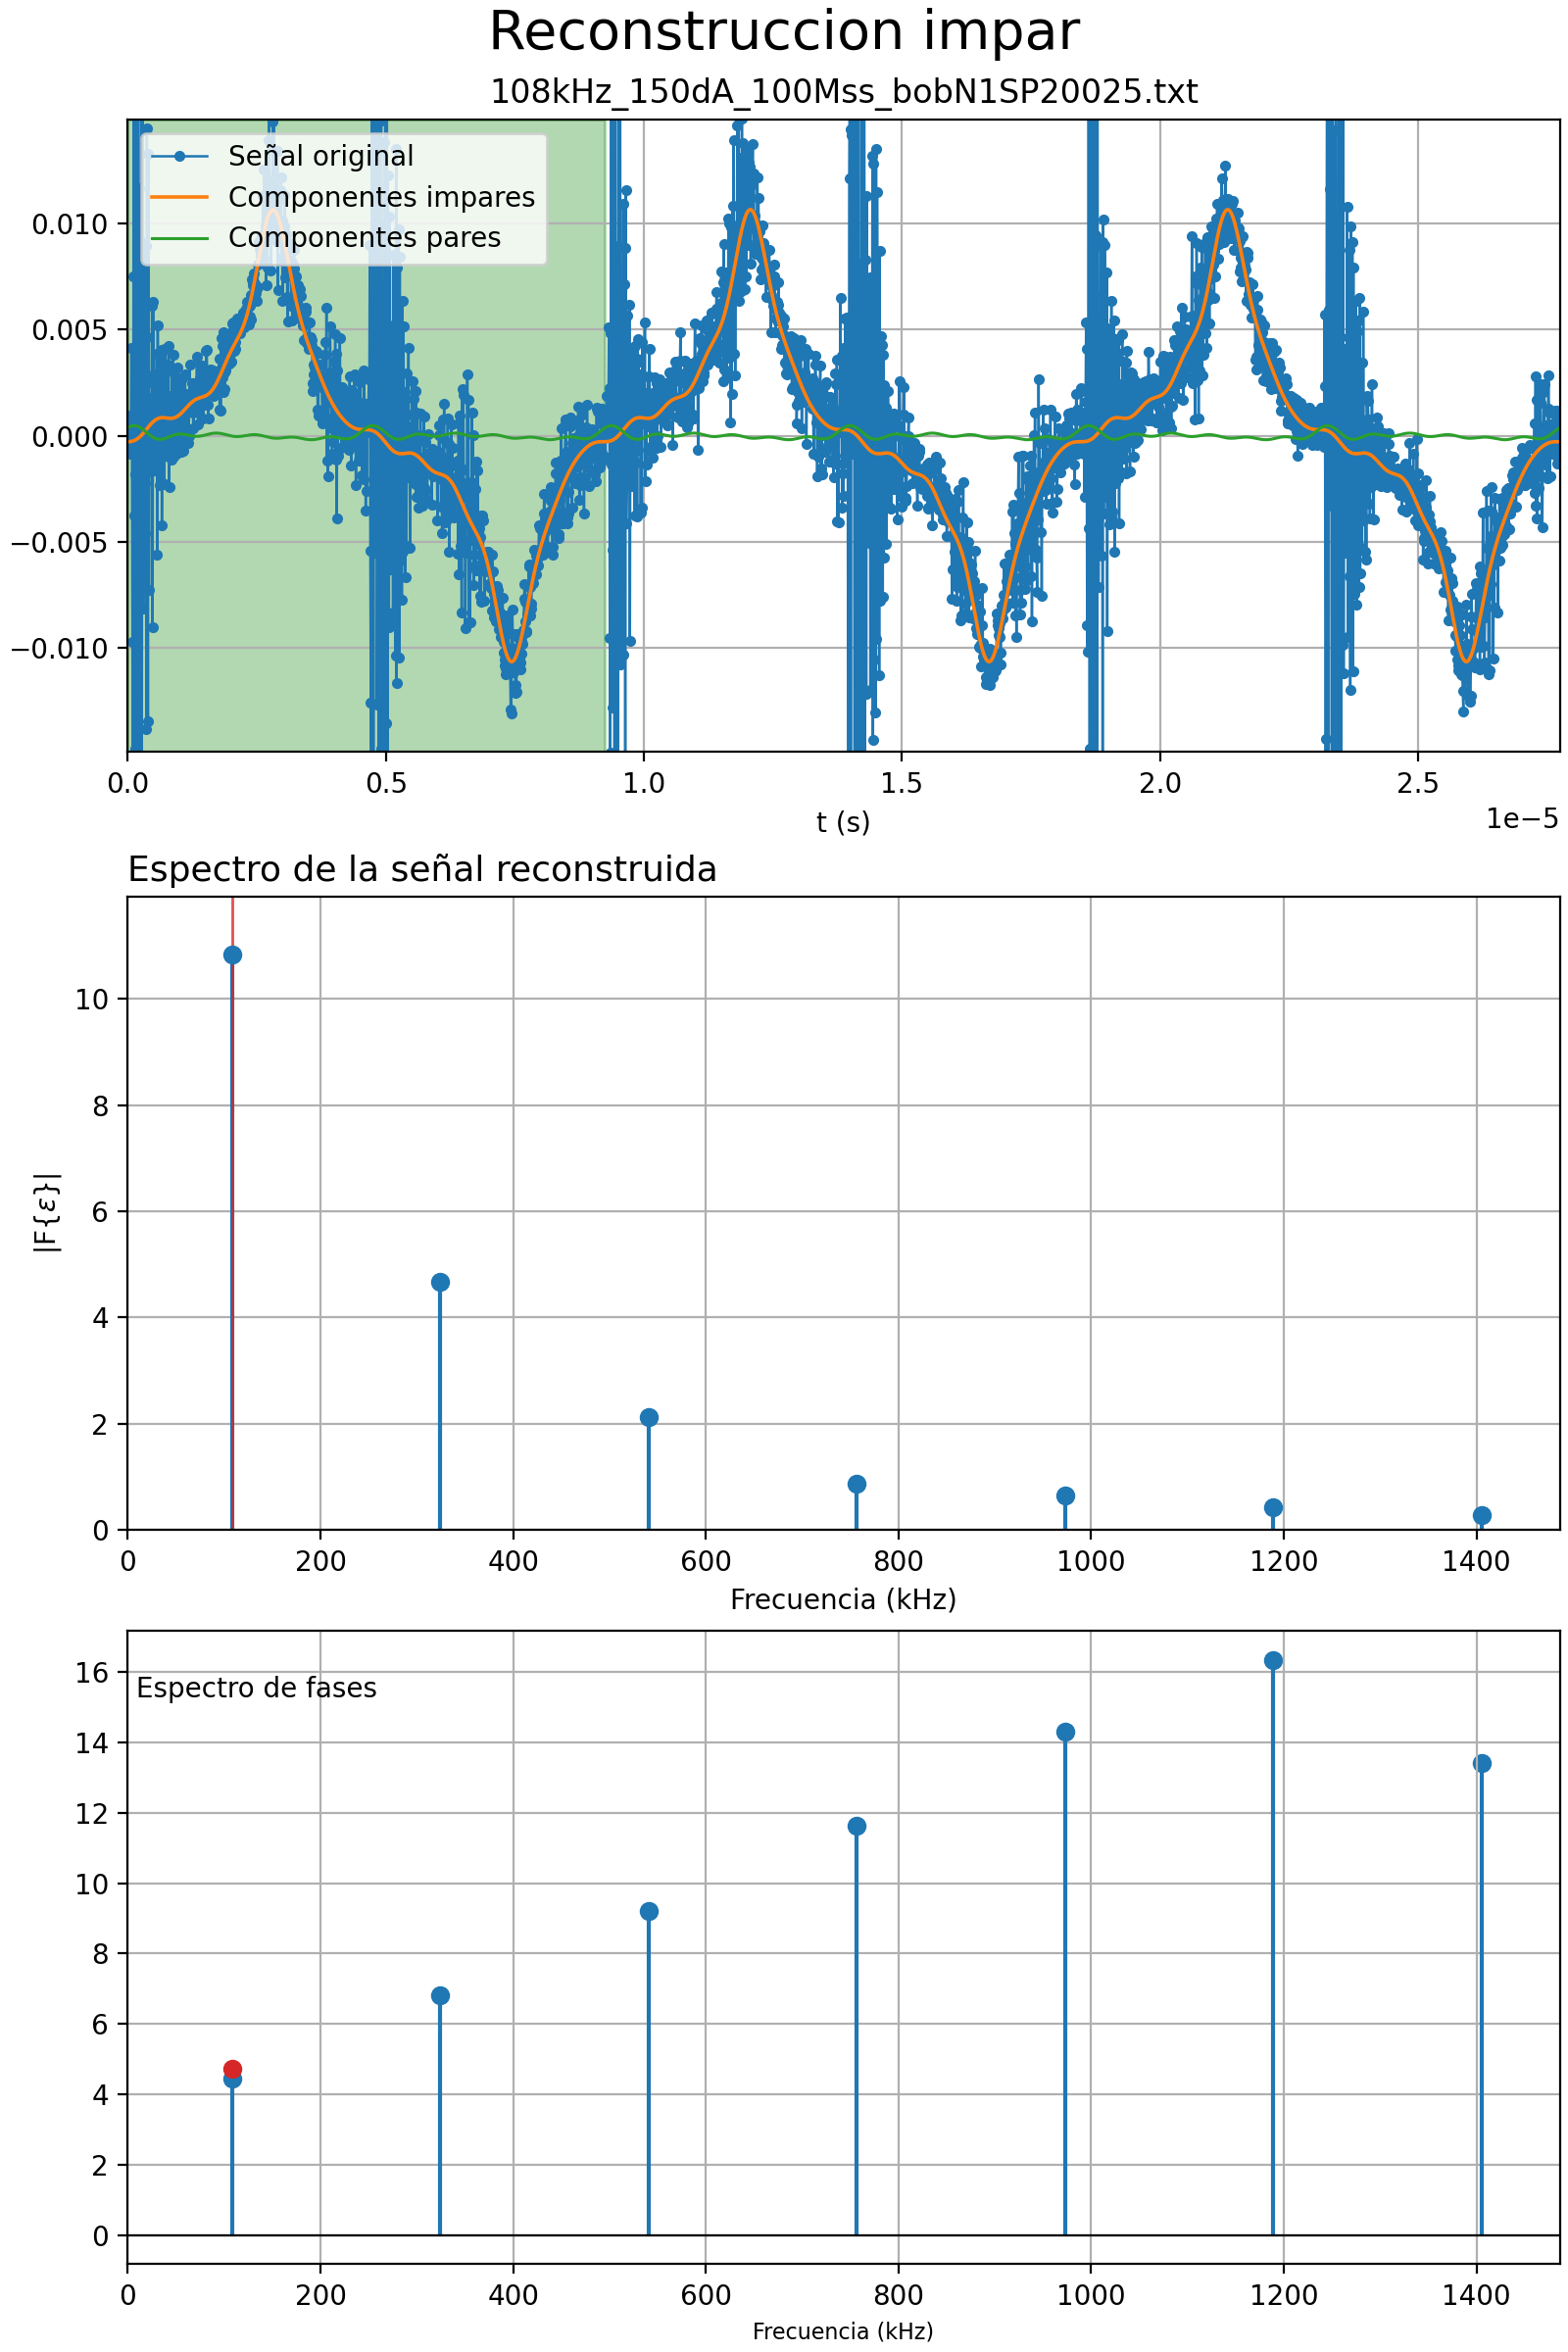 Reconstruccion impar
108kHz_150dA_100Mss_bobN1SP20025.txt
Señal original
Componentes impares
Componentes pares
0.010
0.005
0.000
−0.005
−0.010
0.0 0.5 1.0 1.5 2.0 2.5
t (s)
1e−5
Espectro de la señal reconstruida
|F{ε}|
10
8
6
4
2
0
0 200 400 600 800 1000 1200 1400
Frecuencia (kHz)
Espectro de fases
16
14
12
10
8
6
4
2
0
0 200 400 600 800 1000 1200 1400
Frecuencia (kHz)